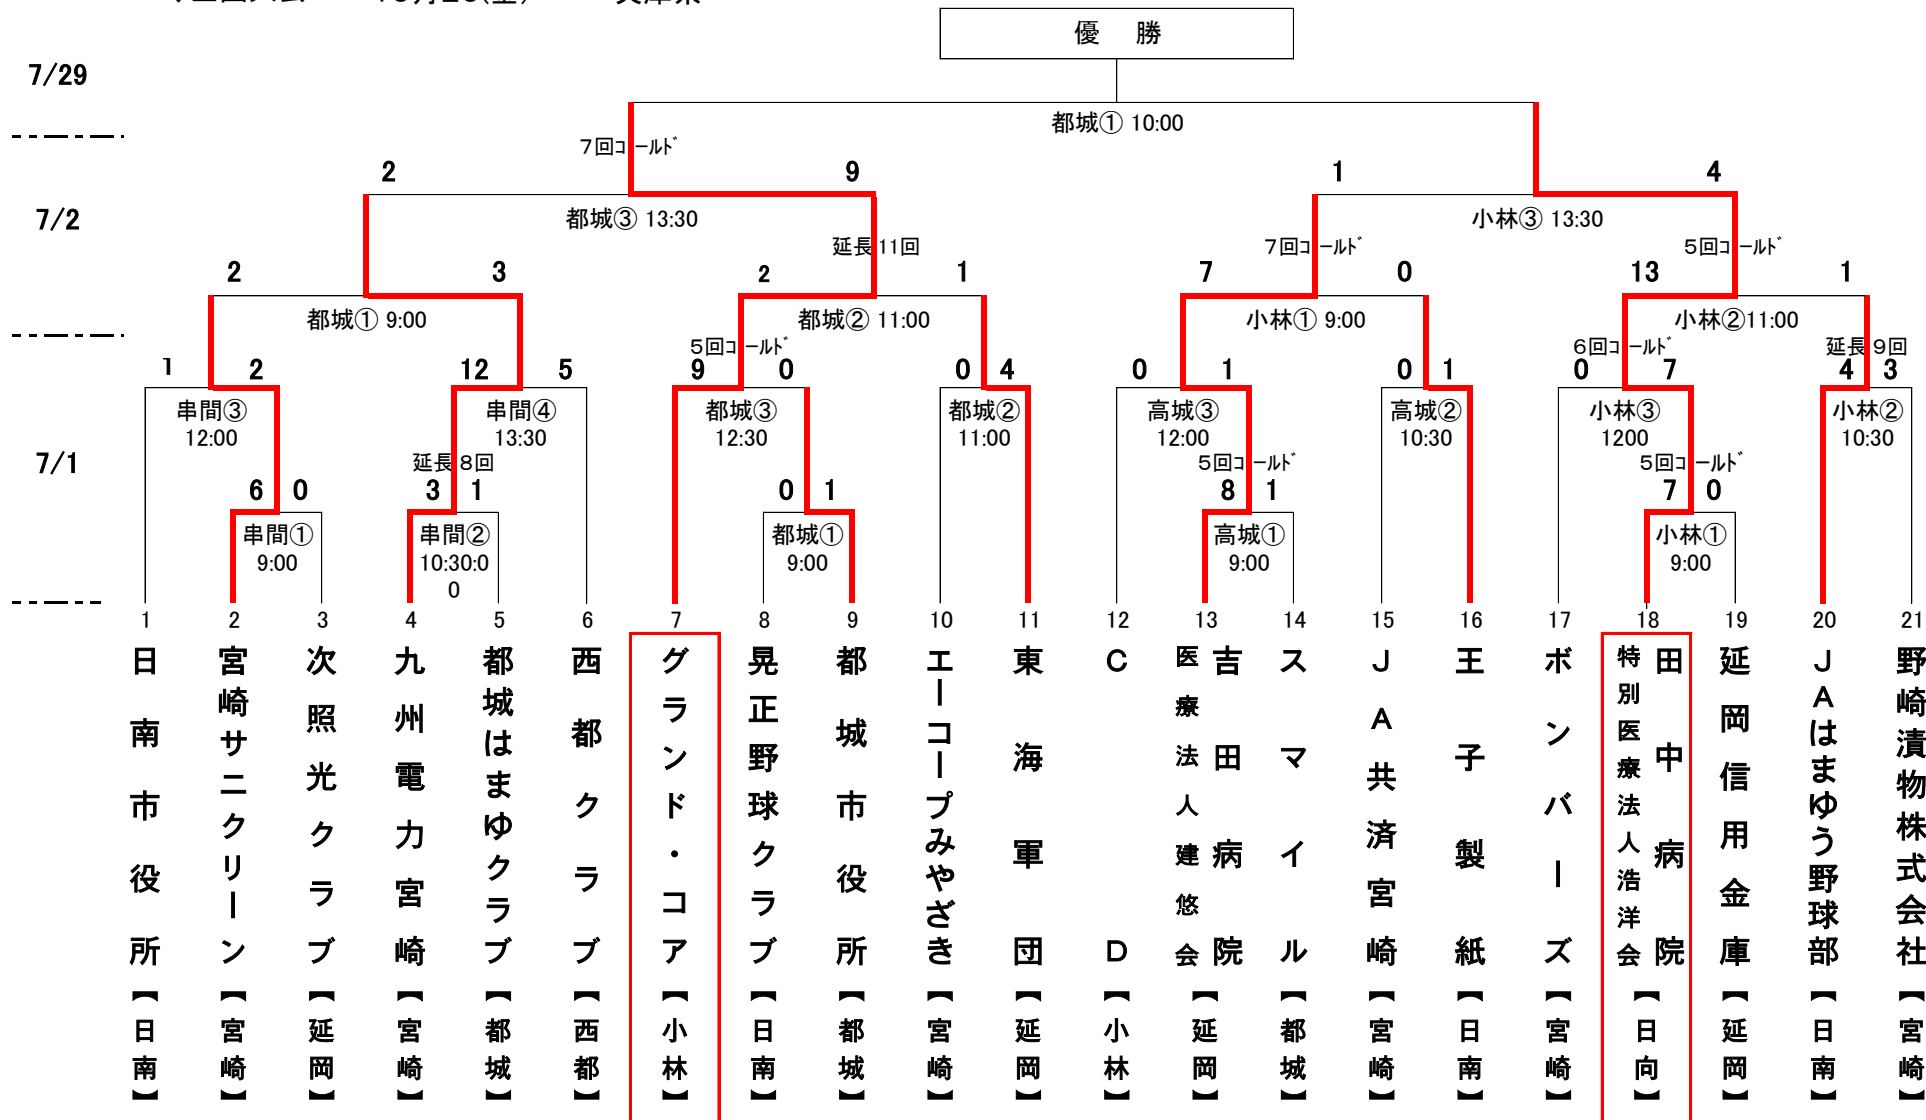 優 勝
7/29
都城① 10:00
7回コールド
2 9 1 4
7/2
都城③ 13:30 小林③ 13:30
延長11回 7回コールド 5回コールド
2 3 2 1 7 0 13 1
都城① 9:00 都城② 11:00 小林① 9:00 小林②11:00
5回コールド 6回コールド 延長9回
1 2 12 5 9 0 0 4 0 1 0 1 0 7 4 3
串間③ 串間④ 都城③ 都城② 高城③ 高城② 小林③ 小林②
12:00 13:30 12:30 11:00 12:00 10:30 1200 10:30
7/1
延長8回 5回コールド 5回コールド
6 0 3 1 0 1 8 1 7 0
串間① 串間② 都城① 高城① 小林①
9:00 10:30:0 9:00 9:00 9:00
0
1 2 3 4 5 6 7 8 9 10 11 12 13 14 15 16 17 18 19 20 21
日南市役所【日南】
宮崎サニクリーン【宮崎】
次照光クラブ【延岡】
九州電力宮崎【宮崎】
都城はまゆクラブ【都城】
西都クラブ【西都】
グランド・コア【小林】
晃正野球クラブ【日南】
都城市役所【都城】
エーコープみやざき【宮崎】
東海軍団【延岡】
CD【小林】
医療法人建悠会
吉田病院【延岡】
スマイル【都城】
JA共済宮崎【宮崎】
王子製紙【日南】
ボンバーズ【宮崎】
特別医療法人浩洋会
田中病院【日向】
延岡信用金庫【延岡】
JAはまゆう野球部【日南】
野崎漬物株式会社【宮崎】